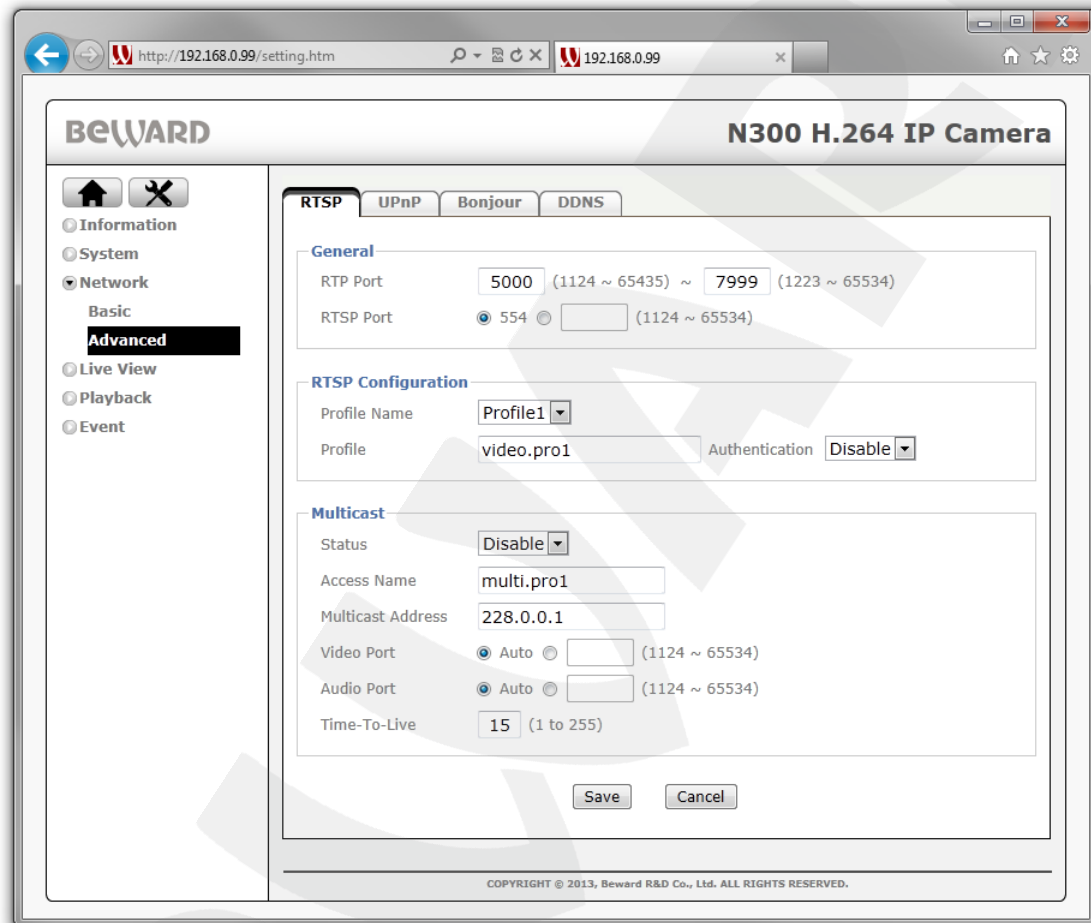 http://192.168.0.99/setting.htm
192.168.0.99
BEWARD
N300 H.264 IP Camera
Information
System
Network
Basic
Advanced
Live View
Playback
Event
RTSP UPnP Bonjour DDNS
General
RTP Port 5000 (1124 ~ 65435) ~ 7999 (1223 ~ 65534)
RTSP Port 554 (1124 ~ 65534)
RTSP Configuration
Profile Name Profile1
Profile video.pro1 Authentication Disable
Multicast
Status Disable
Access Name multi.pro1
Multicast Address 228.0.0.1
Video Port Auto (1124 ~ 65534)
Audio Port Auto (1124 ~ 65534)
Time-To-Live 15 (1 to 255)
Save Cancel
COPYRIGHT © 2013, Beward R&D Co., Ltd. ALL RIGHTS RESERVED.